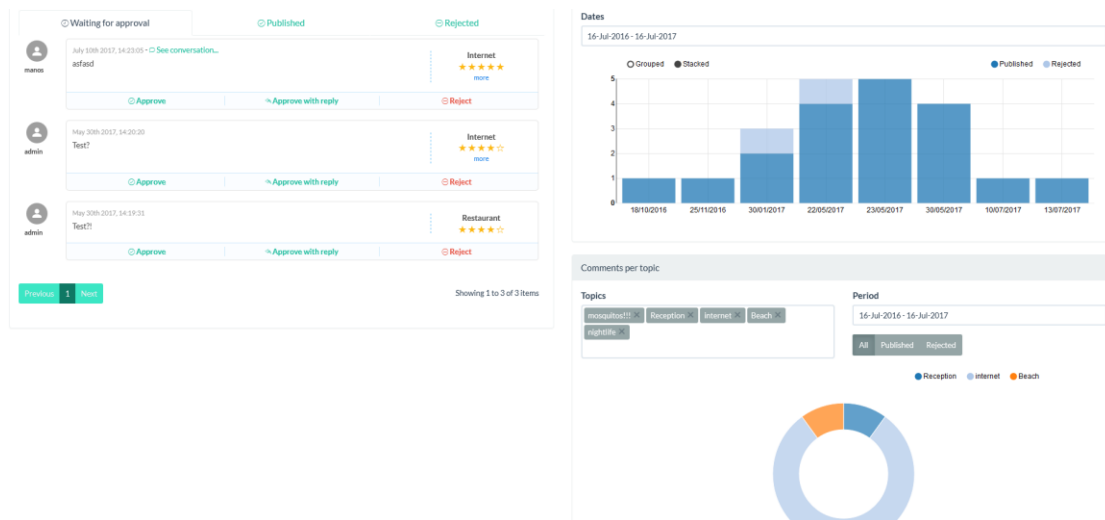 Waiting for approval
Published
Rejected
manos
July 10th 2017, 14:23:05 • See conversation...
asfasd
Internet
more
Approve
Approve with reply
Reject
admin
May 30th 2017, 14:20:20
Test?
Internet
more
Approve
Approve with reply
Reject
admin
May 30th 2017, 14:19:31
Test?!
Restaurant
Approve
Approve with reply
Reject
Previous 1 Next
Showing 1 to 3 of 3 items
Dates
16-Jul-2016 - 16-Jul-2017
Grouped Stacked
Published Rejected
5
4
3
2
1
0
18/10/2016 25/11/2016 30/01/2017 22/05/2017 23/05/2017 30/05/2017 10/07/2017 13/07/2017
Comments per topic
Topics
mosquitos!!! × Reception × Internet × Beach ×
nightlife ×
Period
16-Jul-2016 - 16-Jul-2017
All Published Rejected
Reception internet Beach